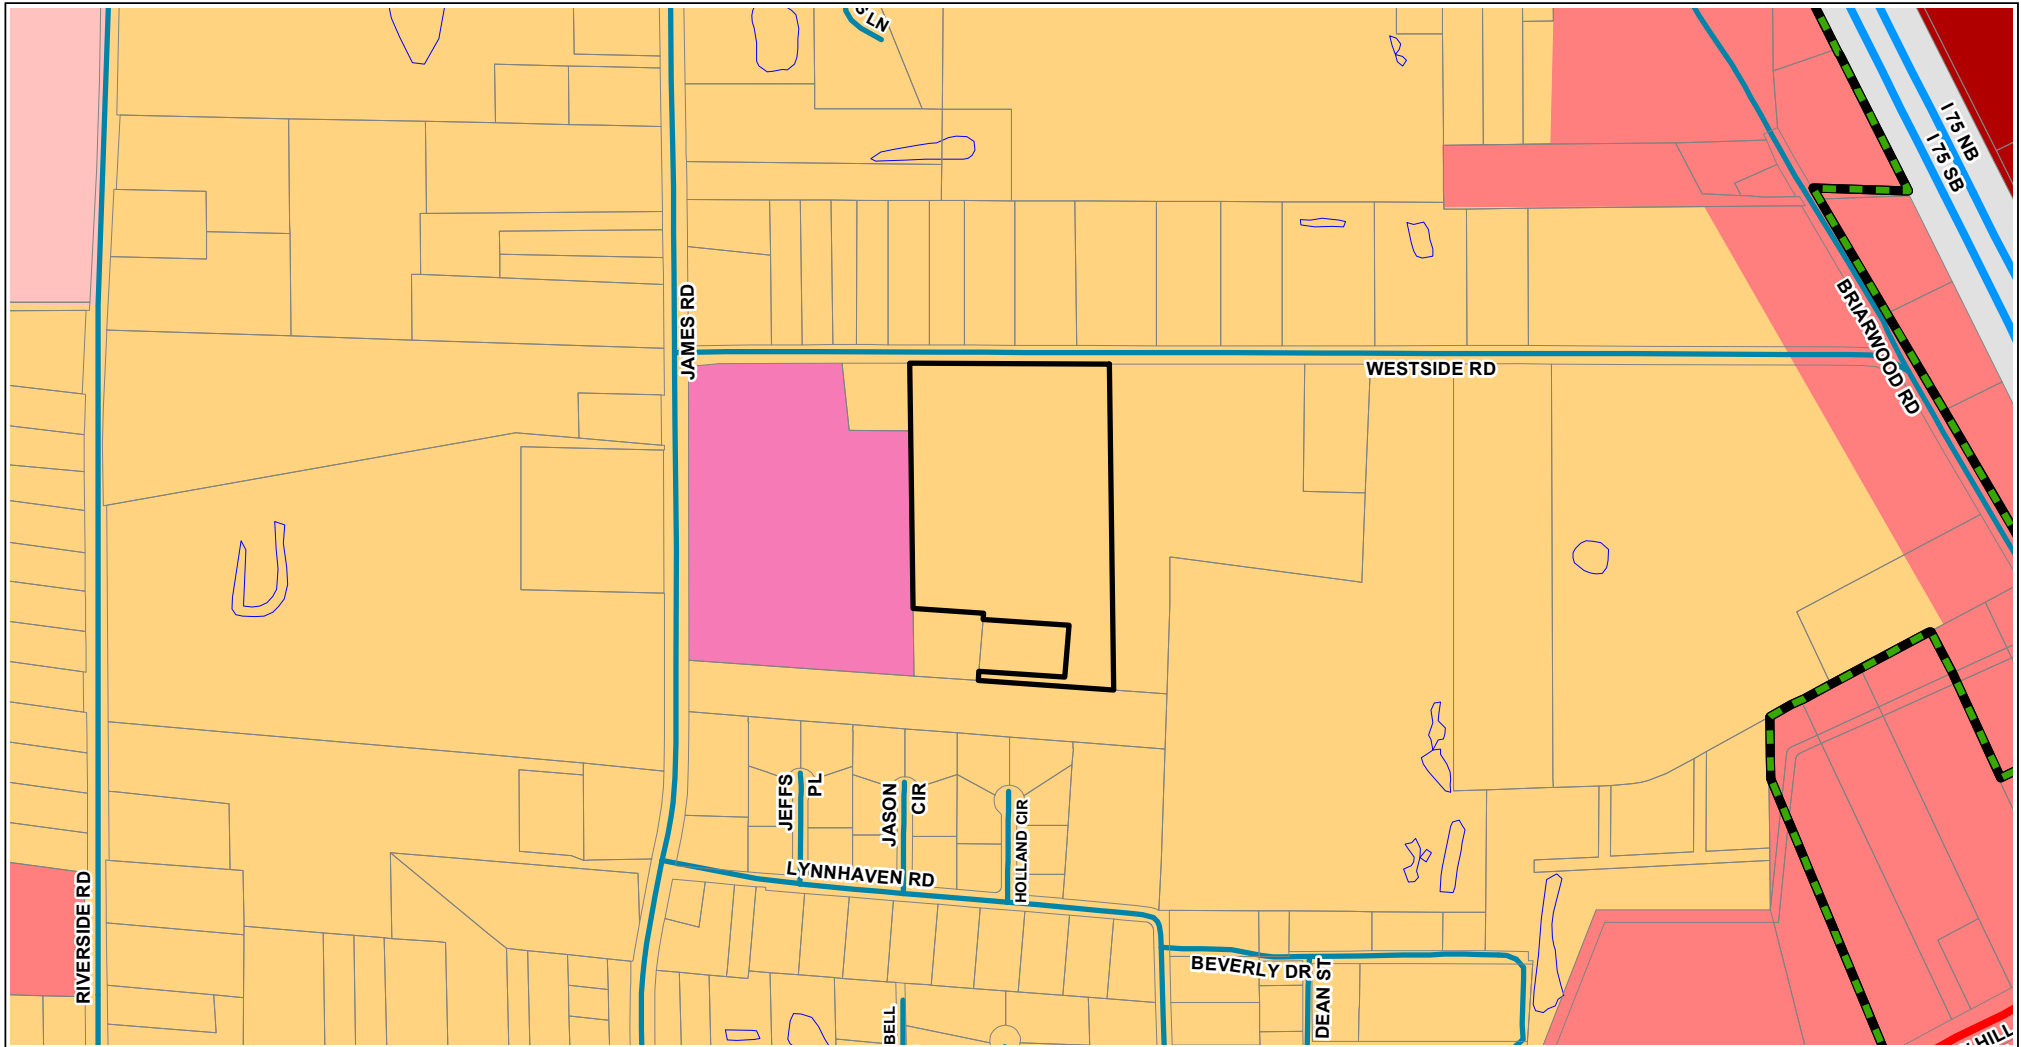 LN
I 75 NB
I 75 SB
JAMES RD
BRIARWOOD RD
WESTSIDE RD
JEFFS
PL
JASON
CIR
HOLLAND CIR
LYNNHAVEN RD
RIVERSIDE RD
BEVERLY DR
DEAN ST
BELL
HILL